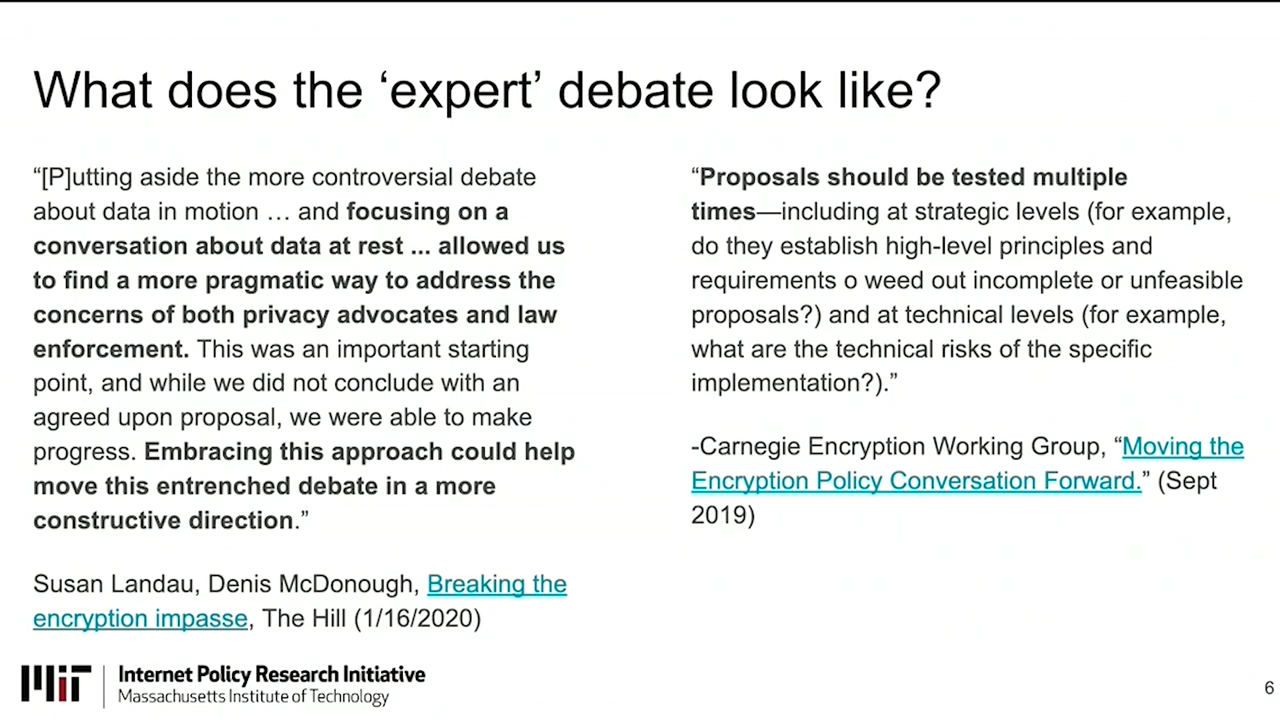 What does the ‘expert’ debate look like?
“[P]utting aside the more controversial debate
about data in motion … and focusing on a
conversation about data at rest ... allowed us
to find a more pragmatic way to address the
concerns of both privacy advocates and law
enforcement. This was an important starting
point, and while we did not conclude with an
agreed upon proposal, we were able to make
progress. Embracing this approach could help
move this entrenched debate in a more
constructive direction.”
Susan Landau, Denis McDonough, Breaking the
encryption impasse, The Hill (1/16/2020)
“Proposals should be tested multiple
times—including at strategic levels (for example,
do they establish high-level principles and
requirements o weed out incomplete or unfeasible
proposals?) and at technical levels (for example,
what are the technical risks of the specific
implementation?).”
-Carnegie Encryption Working Group, “Moving the
Encryption Policy Conversation Forward.” (Sept
2019)
MIT
Internet Policy Research Initiative
Massachusetts Institute of Technology
6